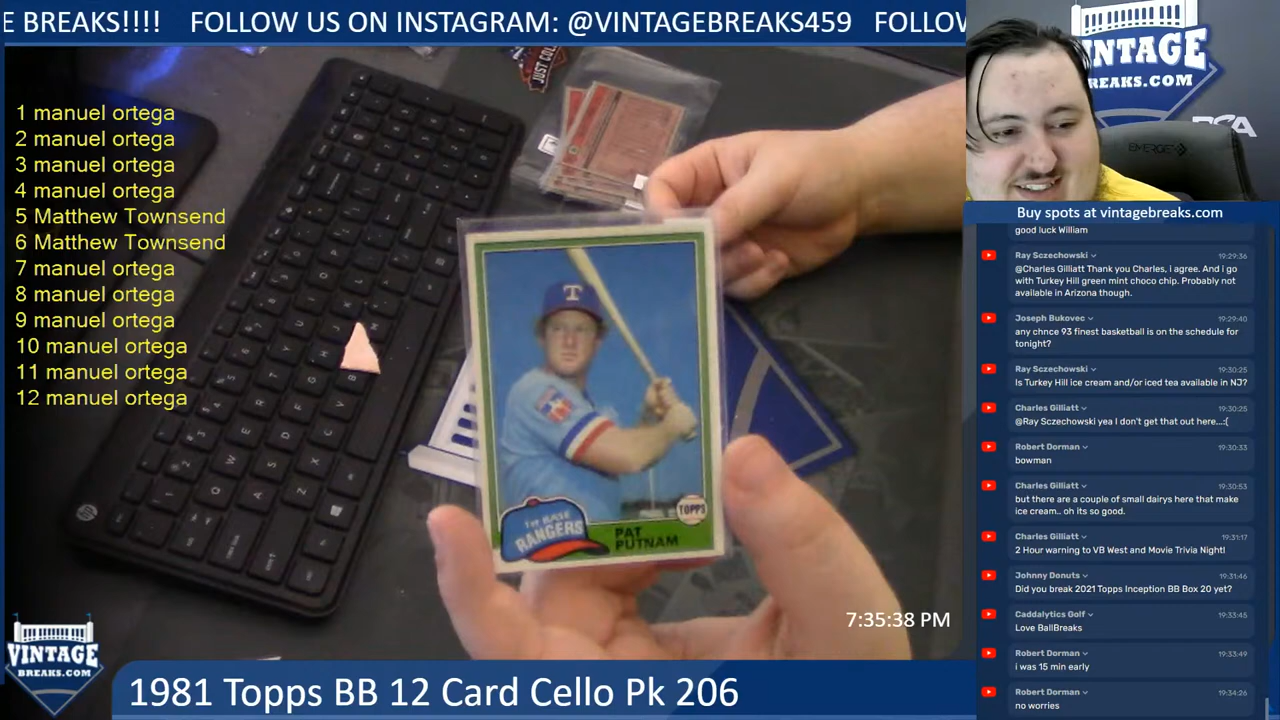 E BREAKS!!!! FOLLOW US ON INSTAGRAM: @VINTAGEBREAKS459 FOLLOW
1 manuel ortega
2 manuel ortega
3 manuel ortega
4 manuel ortega
5 Matthew Townsend
6 Matthew Townsend
7 manuel ortega
8 manuel ortega
9 manuel ortega
10 manuel ortega
11 manuel ortega
12 manuel ortega
JUST COL
T
1st BASE
RANGERS
PAT
PUTNAM
TOPPS
hp
7:35:38 PM
VINTAGE
BREAKS.COM
1981 Topps BB 12 Card Cello Pk 206
VINTAGE
BREAKS.COM
PSA
EMERGE
Buy spots at vintagebreaks.com
good luck William
Ray Sczechowski 19:29:36
@Charles Gilliatt Thank you Charles, i agree. And i go
with Turkey Hill green mint choco chip. Probably not
available in Arizona though.
Joseph Bukovec 19:29:40
any chnce 93 finest basketball is on the schedule for
tonight?
Ray Sczechowski 19:30:25
Is Turkey Hill ice cream and/or iced tea available in NJ?
Charles Gilliatt 19:30:25
@Ray Sczechowski yea I don't get that out here...:(
Robert Dorman 19:30:33
bowman
Charles Gilliatt 19:30:53
but there are a couple of small dairys here that make
ice cream.. oh its so good.
Charles Gilliatt 19:31:17
2 Hour warning to VB West and Movie Trivia Night!
Johnny Donuts 19:31:46
Did you break 2021 Topps Inception BB Box 20 yet?
Caddalytics Golf 19:33:45
Love BallBreaks
Robert Dorman 19:33:49
i was 15 min early
Robert Dorman 19:34:26
no worries